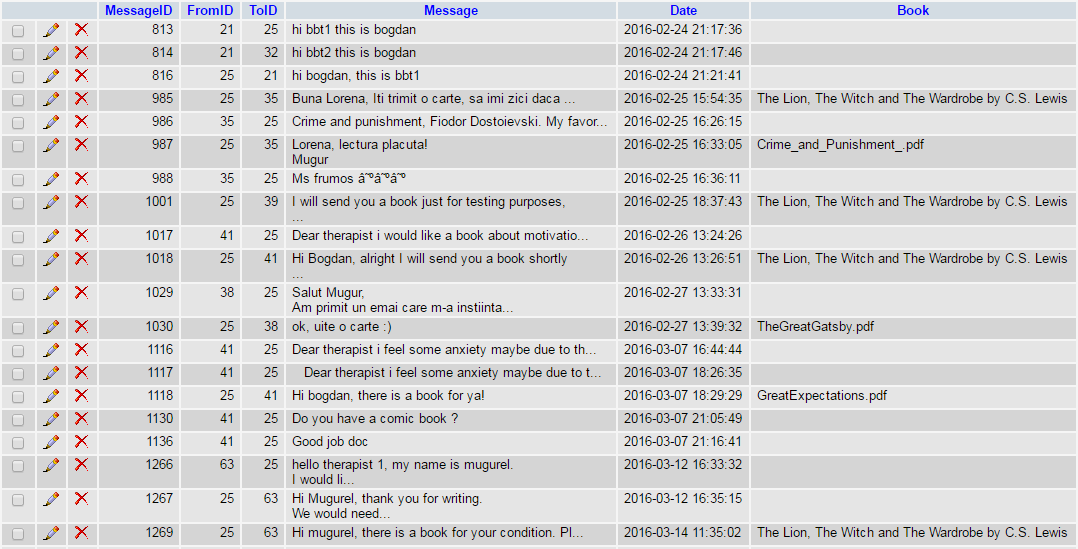 MessageID FromID ToID Message Date Book
813 21 25 hi bbt1 this is bogdan 2016-02-24 21:17:36
814 21 32 hi bbt2 this is bogdan 2016-02-24 21:17:46
816 25 21 hi bogdan, this is bbt1 2016-02-24 21:21:41
985 25 35 Buna Lorena, Iti trimit o carte, sa imi zici daca ... 2016-02-25 15:54:35 The Lion, The Witch and The Wardrobe by C.S. Lewis
986 35 25 Crime and punishment, Fiodor Dostoievski. My favor... 2016-02-25 16:26:15
987 25 35 Lorena, lectura placuta! 2016-02-25 16:33:05 Crime_and_Punishment_.pdf
Mugur
988 35 25 Ms frumos â˜ºâ˜ºâ˜º 2016-02-25 16:36:11
1001 25 39 I will send you a book just for testing purposes, 2016-02-25 18:37:43 The Lion, The Witch and The Wardrobe by C.S. Lewis
...
1017 41 25 Dear therapist i would like a book about motivatio... 2016-02-26 13:24:26
1018 25 41 Hi Bogdan, alright I will send you a book shortly 2016-02-26 13:26:51 The Lion, The Witch and The Wardrobe by C.S. Lewis
...
1029 38 25 Salut Mugur, 2016-02-27 13:33:31
Am primit un emai care m-a instiinta...
1030 25 38 ok, uite o carte :) 2016-02-27 13:39:32 TheGreatGatsby.pdf
1116 41 25 Dear therapist i feel some anxiety maybe due to th... 2016-03-07 16:44:44
1117 41 25 Dear therapist i feel some anxiety maybe due to t... 2016-03-07 18:26:35
1118 25 41 Hi bogdan, there is a book for ya! 2016-03-07 18:29:29 GreatExpectations.pdf
1130 41 25 Do you have a comic book ? 2016-03-07 21:05:49
1136 41 25 Good job doc 2016-03-07 21:16:41
1266 63 25 hello therapist 1, my name is mugurel. 2016-03-12 16:33:32
I would li...
1267 25 63 Hi Mugurel, thank you for writing. 2016-03-12 16:35:15
We would need...
1269 25 63 Hi mugurel, there is a book for your condition. Pl... 2016-03-14 11:35:02 The Lion, The Witch and The Wardrobe by C.S. Lewis